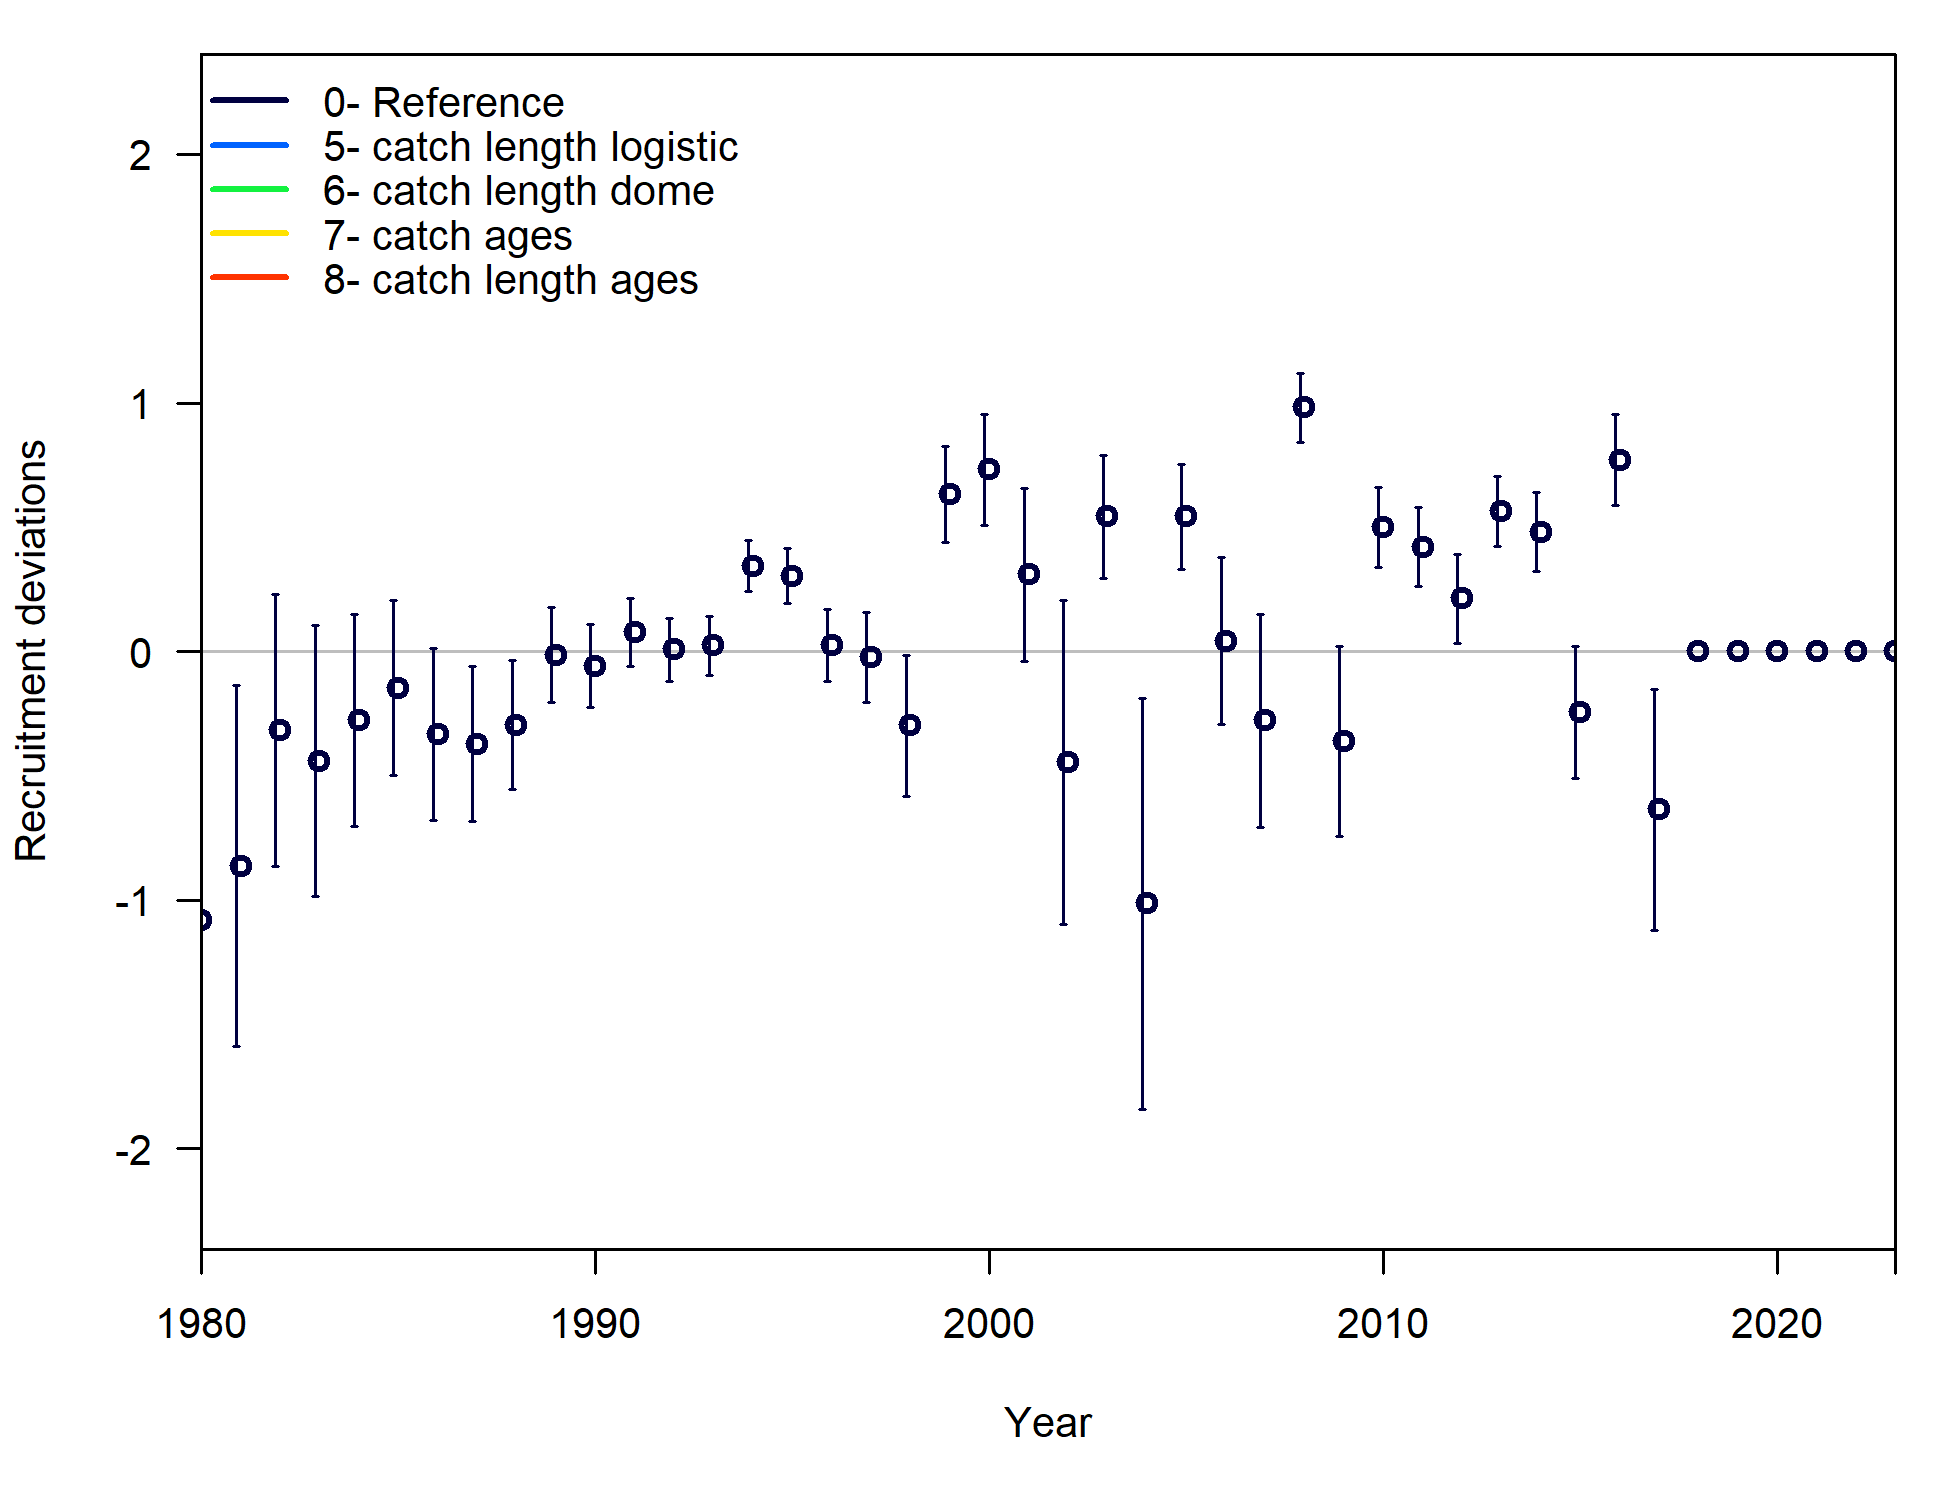 0- Reference
5- catch length logistic
6- catch length dome
7- catch ages
8- catch length ages
2
1
0
-1
-2
Recruitment deviations
1980 1990 2000 2010 2020
Year